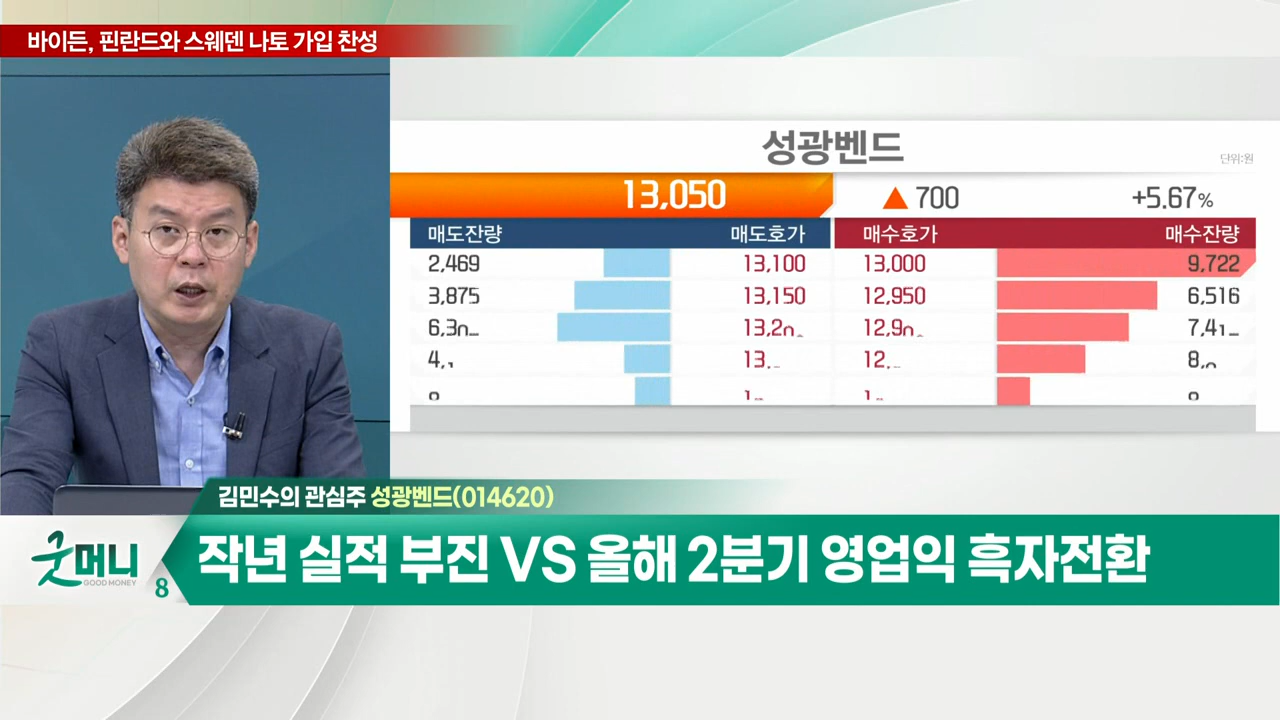 바이든, 핀란드와 스웨덴 나토 가입 찬성
성광벤드
단위:원
13,050 ▲ 700 +5.67%
매도잔량 매도호가 매수호가 매수잔량
2,469 13,100 13,000 9,722
3,875 13,150 12,950 6,516
김민수의 관심주 성광벤드(014620)
굿머니
GOOD MONEY
8
작년 실적 부진 VS 올해 2분기 영업익 흑자전환